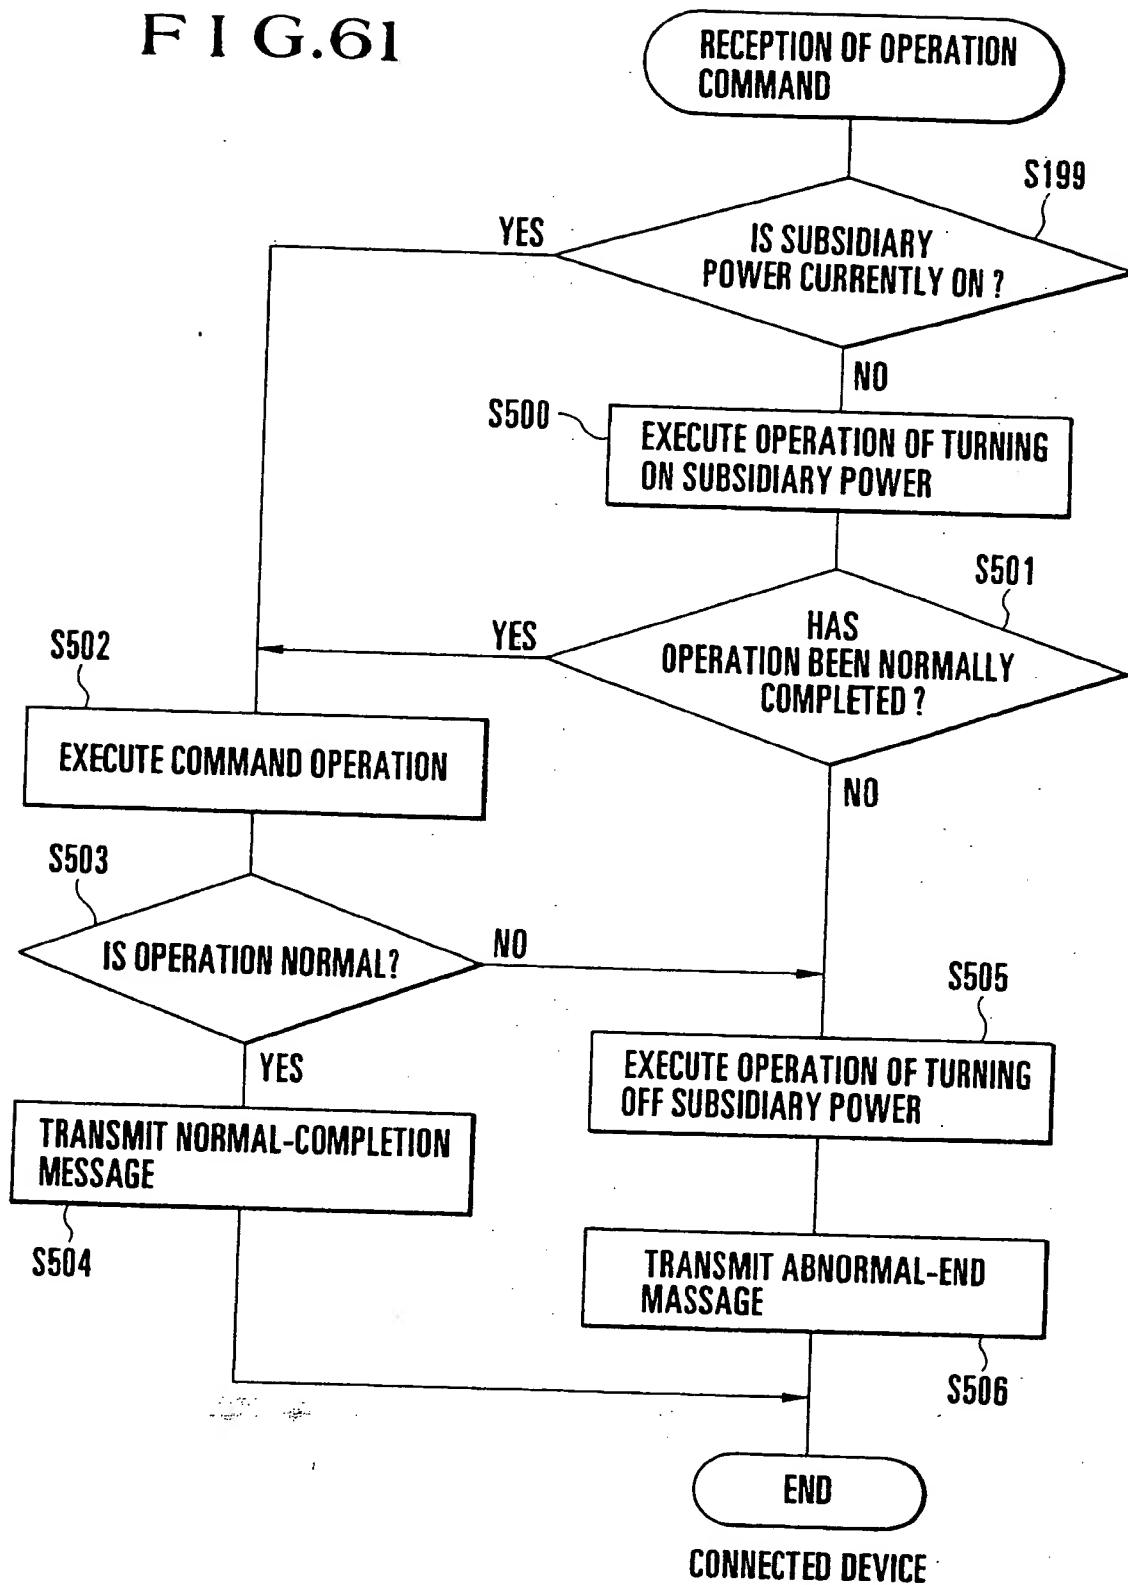 FIG.61
RECEPTION OF OPERATION
COMMAND
S199
YES
IS SUBSIDIARY
POWER CURRENTLY ON ?
NO
S500
EXECUTE OPERATION OF TURNING
ON SUBSIDIARY POWER
S501
YES
HAS
OPERATION BEEN NORMALLY
COMPLETED ?
S502
NO
EXECUTE COMMAND OPERATION
S503
IS OPERATION NORMAL?
NO
S505
YES
EXECUTE OPERATION OF TURNING
OFF SUBSIDIARY POWER
TRANSMIT NORMAL-COMPLETION
MESSAGE
S504
TRANSMIT ABNORMAL-END
MASSAGE
S506
END
CONNECTED DEVICE